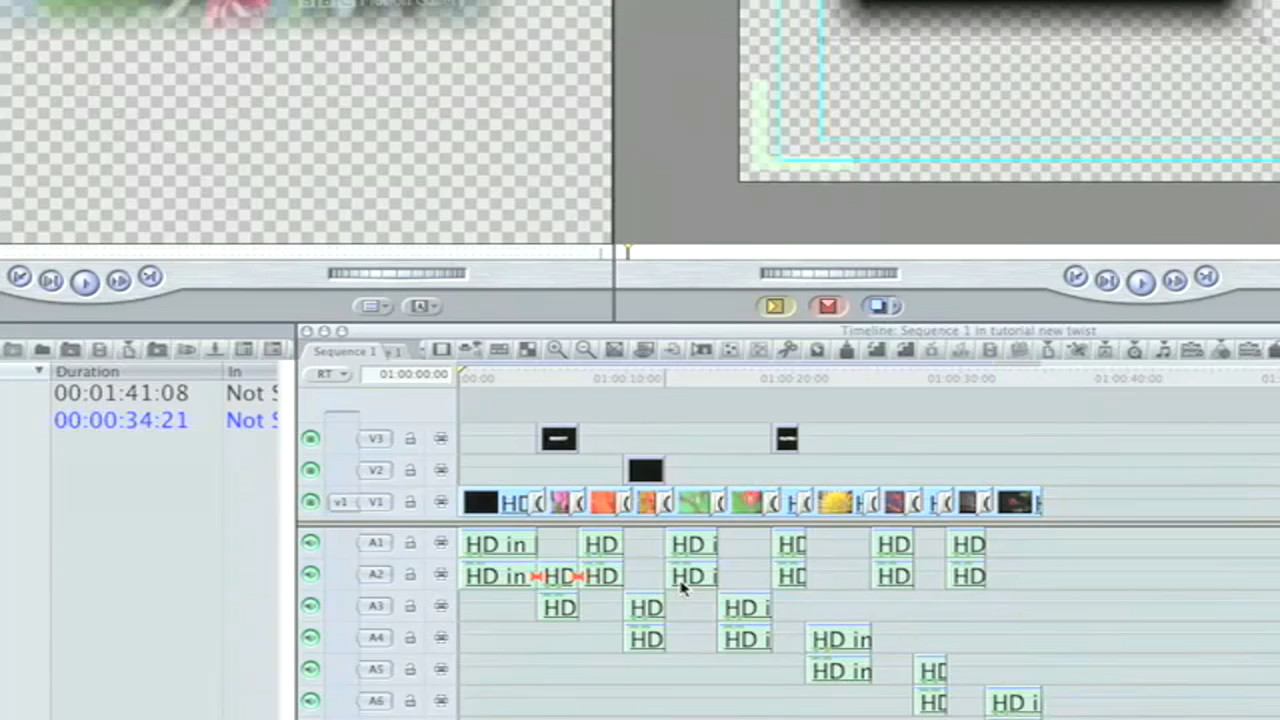 Timeline: Sequence 1 in tutorial new twist
Sequence 1
RT
01:00:00:00
00:00
01:00:10:00
01:00:20:00
01:00:30:00
01:00:40:00
Duration
In
00:01:41:08
Not S
00:00:34:21
Not S
V3
V2
v1
V1
HD
A1
HD in
HD
HD i
HD
HD
HD
A2
HD in
HD
HD
HD i
HD
HD
HD
A3
HD
HD
HD i
A4
HD
HD i
HD in
A5
HD in
HD
A6
HD
HD i